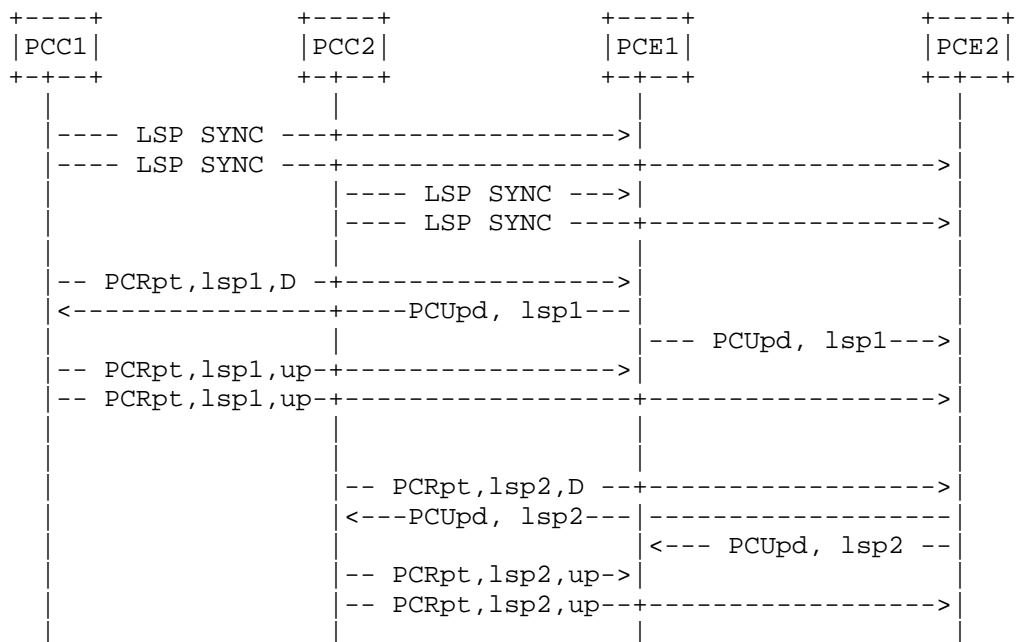 PCC1 PCC2 PCE1 PCE2
LSP SYNC
LSP SYNC
LSP SYNC
LSP SYNC
PCRpt,lsp1,D
PCUpd, lsp1
PCUpd, lsp1
PCRpt,lsp1,up
PCRpt,lsp1,up
PCRpt,lsp2,D
PCUpd, lsp2
PCUpd, lsp2
PCRpt,lsp2,up
PCRpt,lsp2,up